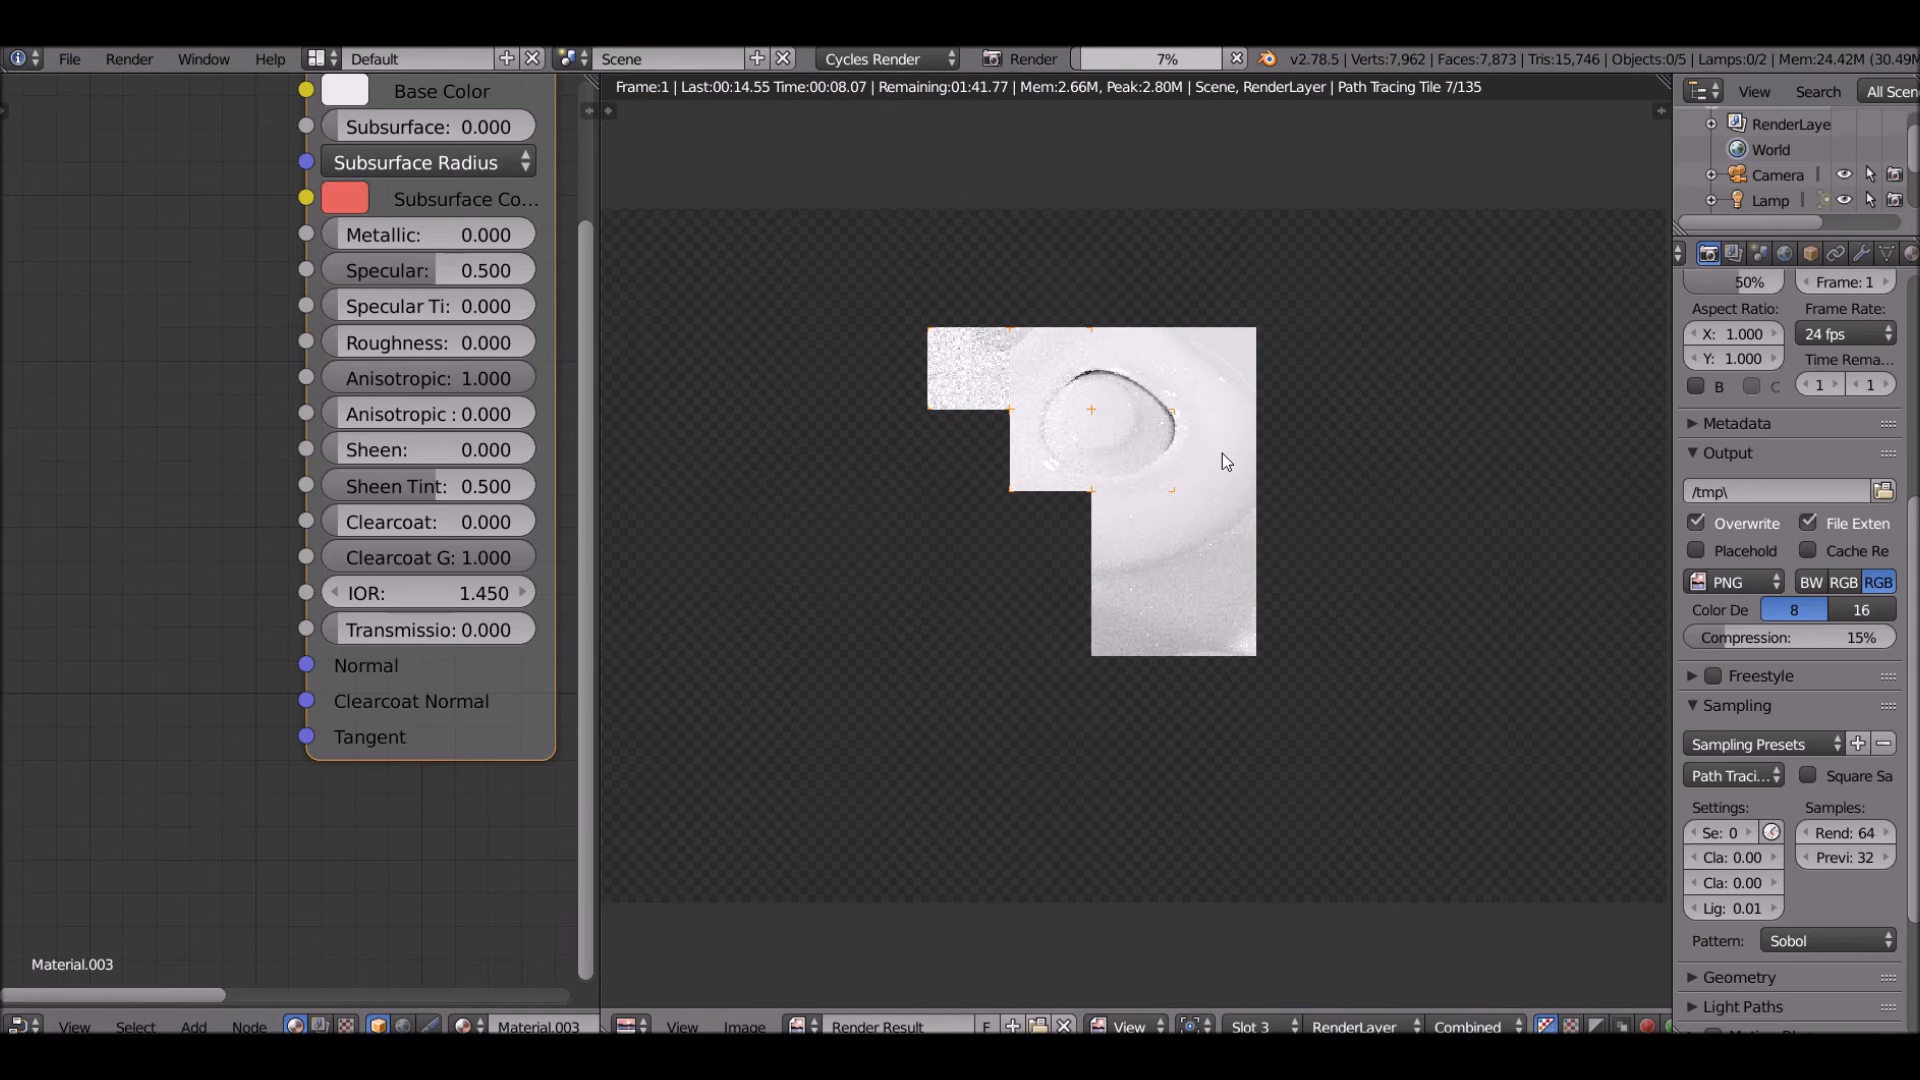 File Render Window Help Default Scene Cycles Render Render 7% v2.78.5 | Verts:7,962 | Faces:7,873 | Tris:15,746 | Objects:0/5 | Lamps:0/2 | Mem:24.42M (30.49M
Frame:1 | Last:00:14.55 Time:00:08.07 | Remaining:01:41.77 | Mem:2.66M, Peak:2.80M | Scene, RenderLayer | Path Tracing Tile 7/135
Base Color
Subsurface: 0.000
Subsurface Radius
Subsurface Co...
Metallic: 0.000
Specular: 0.500
Specular Ti: 0.000
Roughness: 0.000
Anisotropic: 1.000
Anisotropic : 0.000
Sheen: 0.000
Sheen Tint: 0.500
Clearcoat: 0.000
Clearcoat G: 1.000
IOR: 1.450
Transmissio: 0.000
Normal
Clearcoat Normal
Tangent
Material.003
View Select Add Node Material.003
View Image Render Result F View Slot 3 RenderLayer Combined
View Search All Scen
RenderLaye
World
Camera
Lamp
50% Frame: 1
Aspect Ratio: Frame Rate:
X: 1.000 24 fps
Y: 1.000 Time Rema...
B C 1 1
Metadata
Output
/tmp\
Overwrite File Exten
Placehold Cache Re
PNG BW RGB RGB
Color De 8 16
Compression: 15%
Freestyle
Sampling
Sampling Presets
Path Traci... Square Sa
Settings: Samples:
Se: 0 Rend: 64
Cla: 0.00 Previ: 32
Cla: 0.00
Lig: 0.01
Pattern: Sobol
Geometry
Light Paths